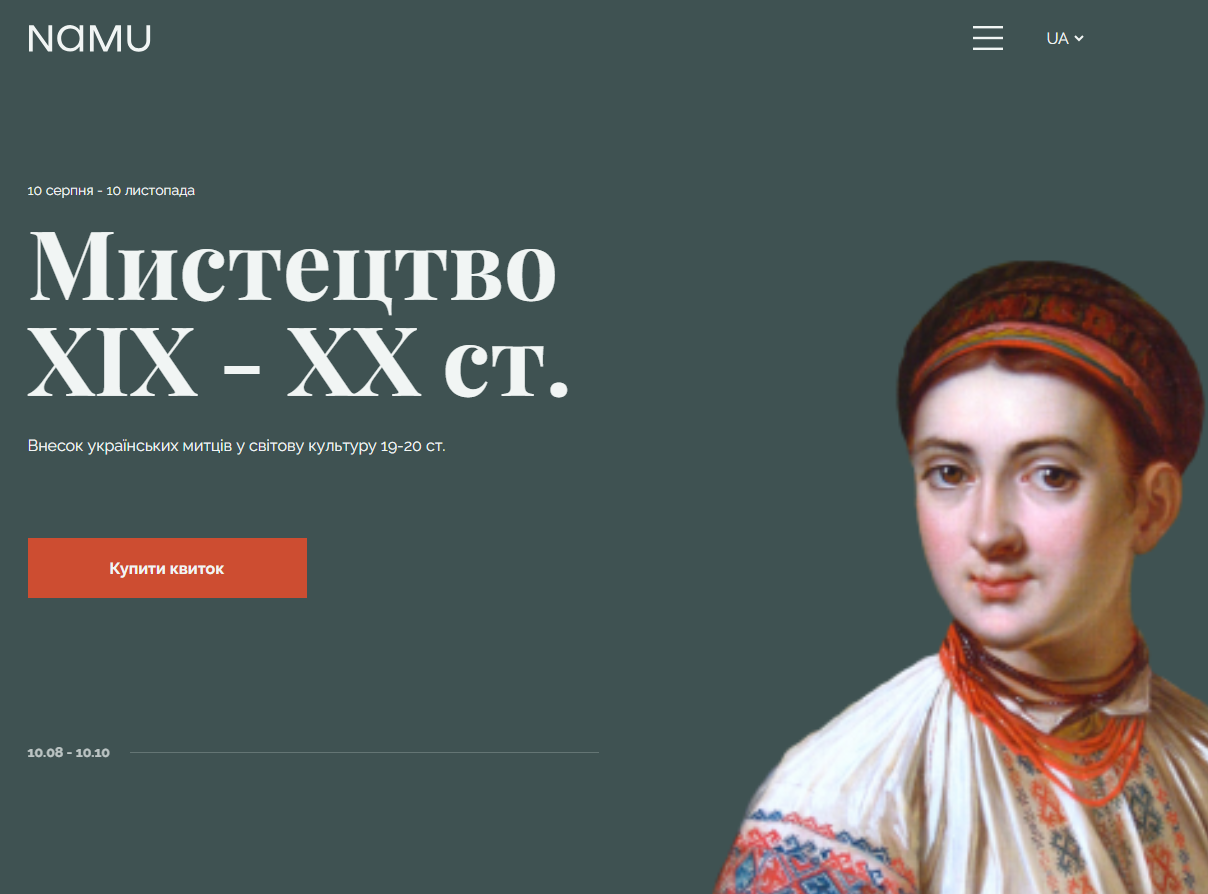 NAMU
UA
10 серпня - 10 листопада
Мистецтво
XIX - XX ст.
Внесок українських митців у світову культуру 19-20 ст.
Купити квиток
10.08 - 10.10